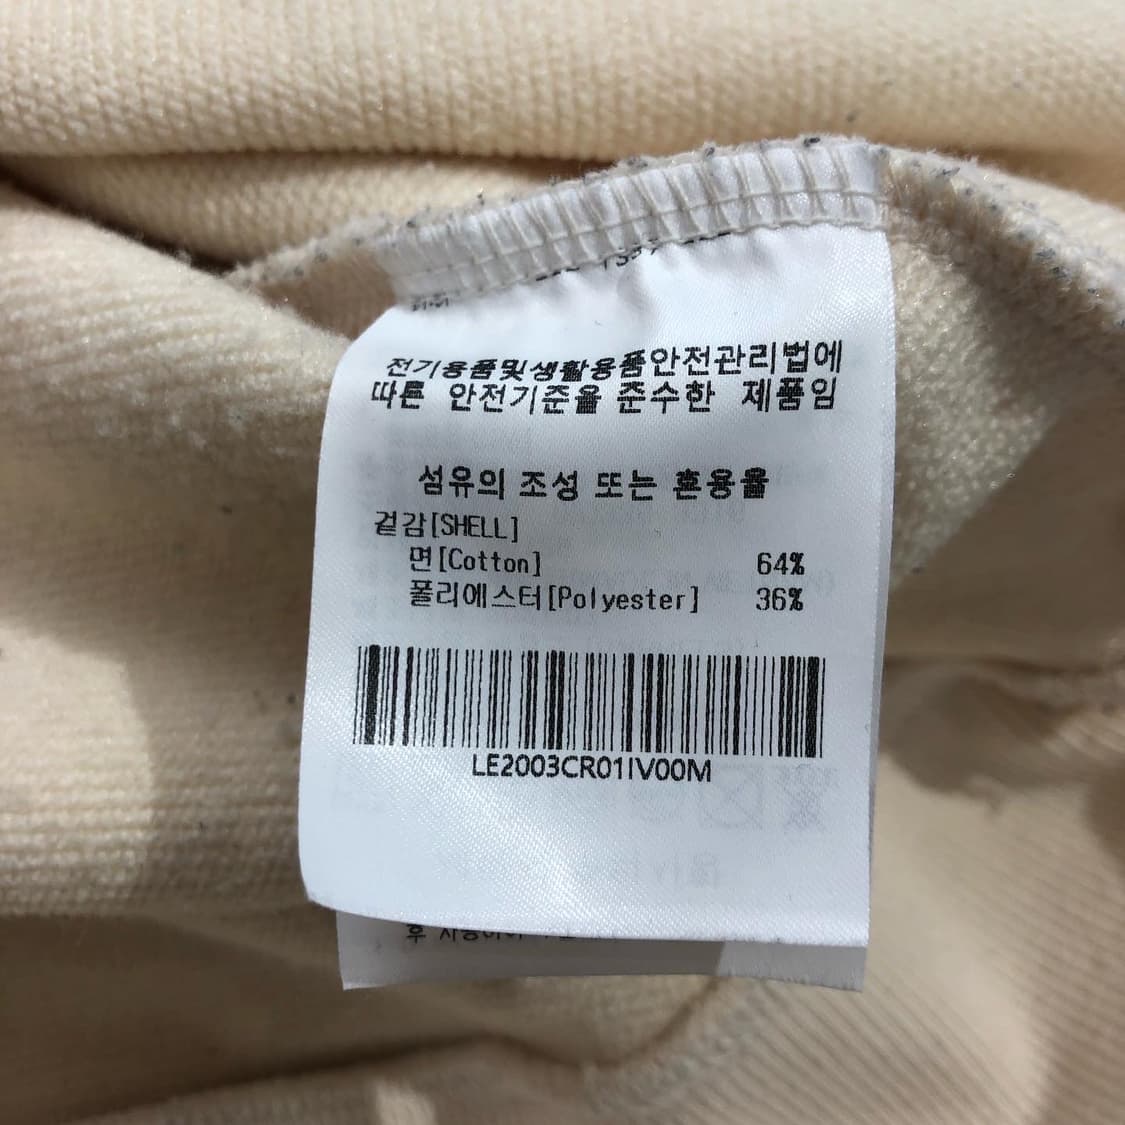 전기용품및생활용품안전관리법에
따른 안전기준을 준수한 제품임
섬유의 조성 또는 혼용율
겉감[SHELL]
면[Cotton] 64%
폴리에스터[Polyester] 36%
LE2003CR01IV00M
후